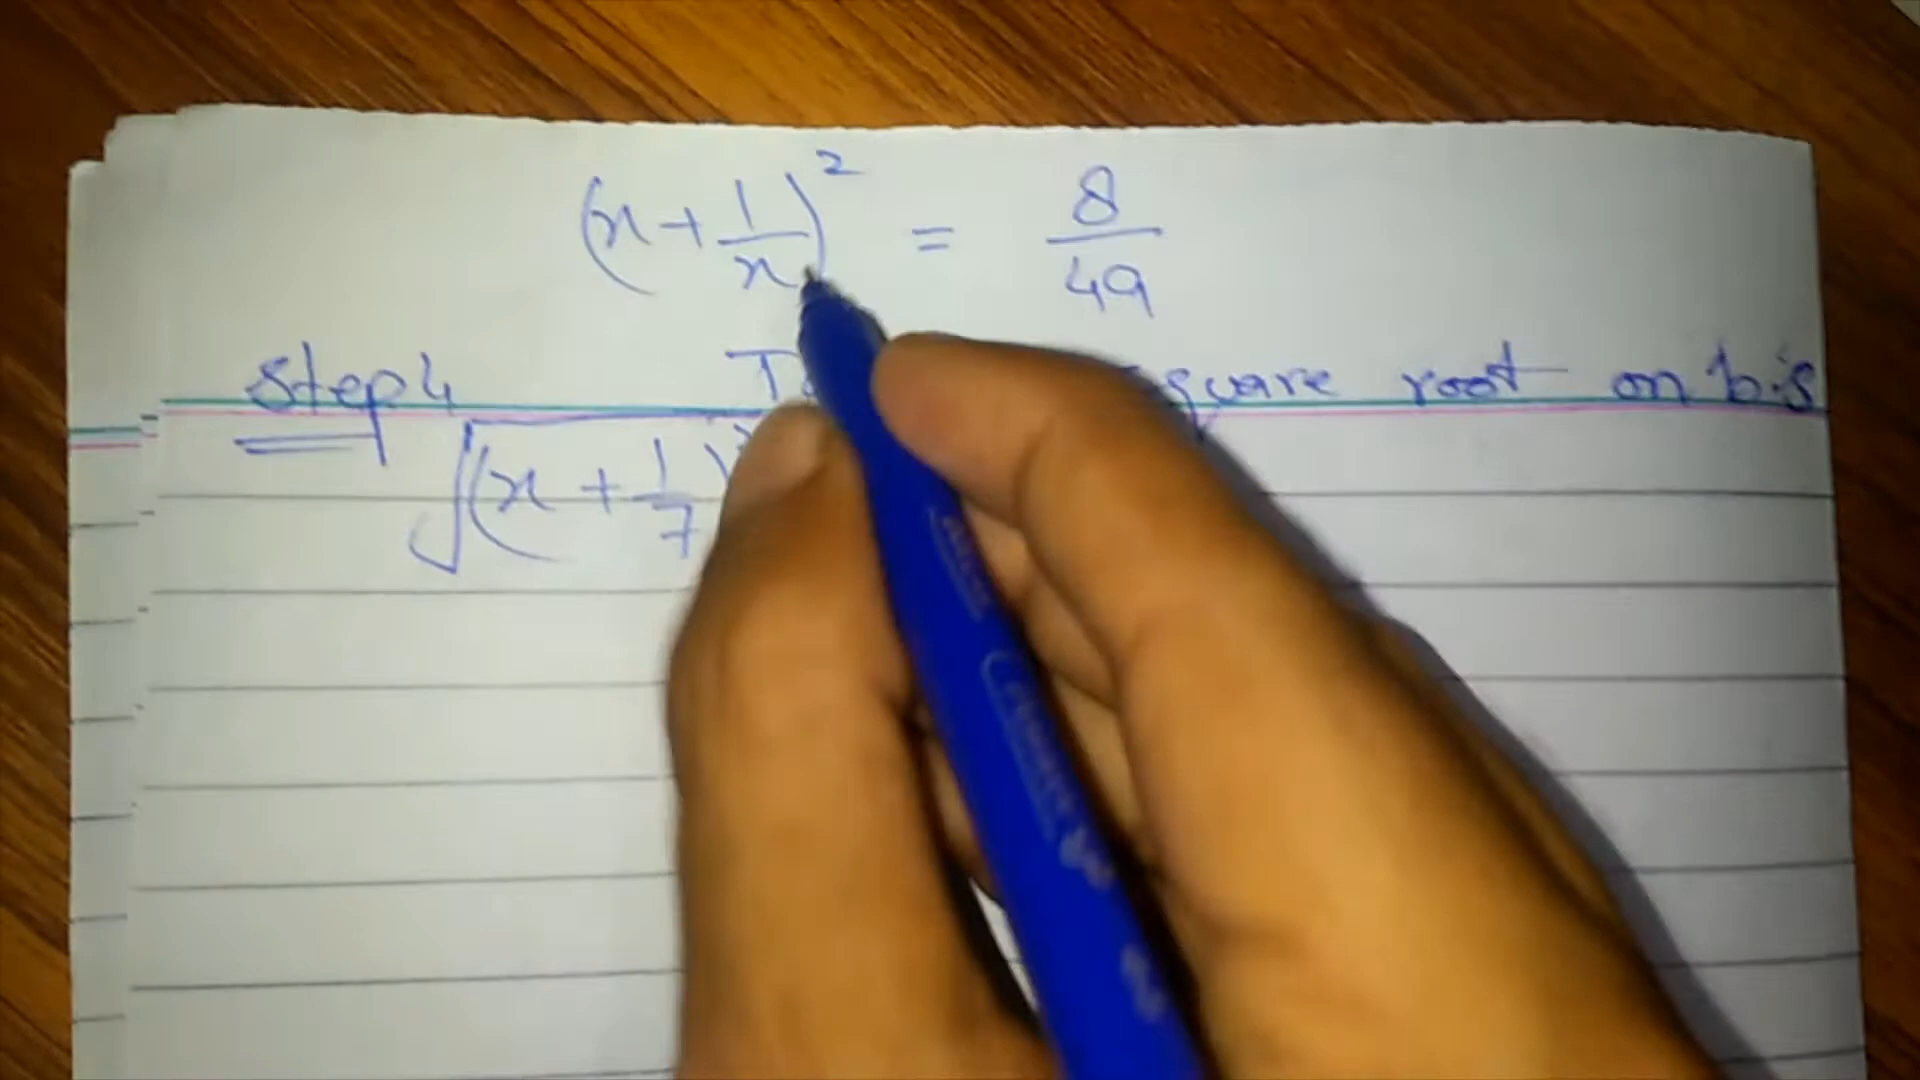 (x + 1/x)² = 8/49
Step 4 square root on b.s
√(x + 1/7)